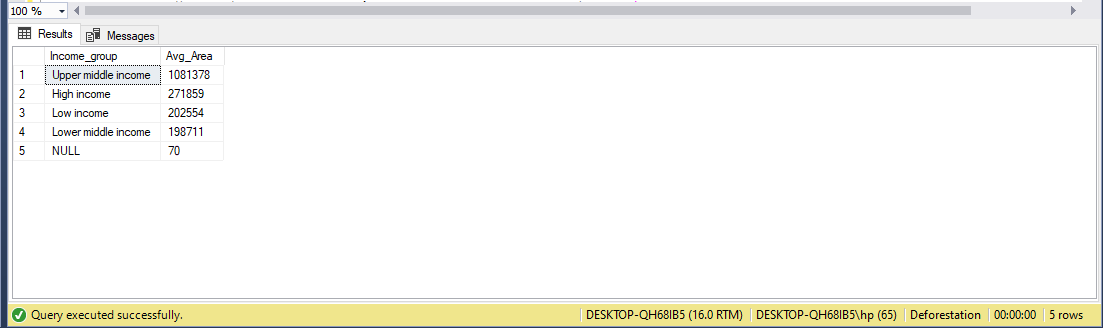 100 %
Results Messages
Income_group Avg_Area
1 Upper middle income 1081378
2 High income 271859
3 Low income 202554
4 Lower middle income 198711
5 NULL 70
Query executed successfully. DESKTOP-QH68IB5 (16.0 RTM) DESKTOP-QH68IB5\hp (65) Deforestation 00:00:00 5 rows